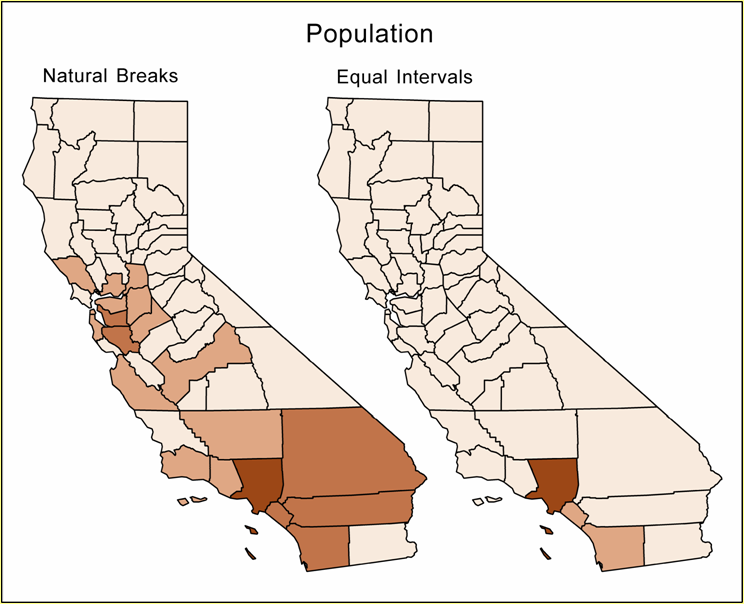 Population
Natural Breaks
Equal Intervals